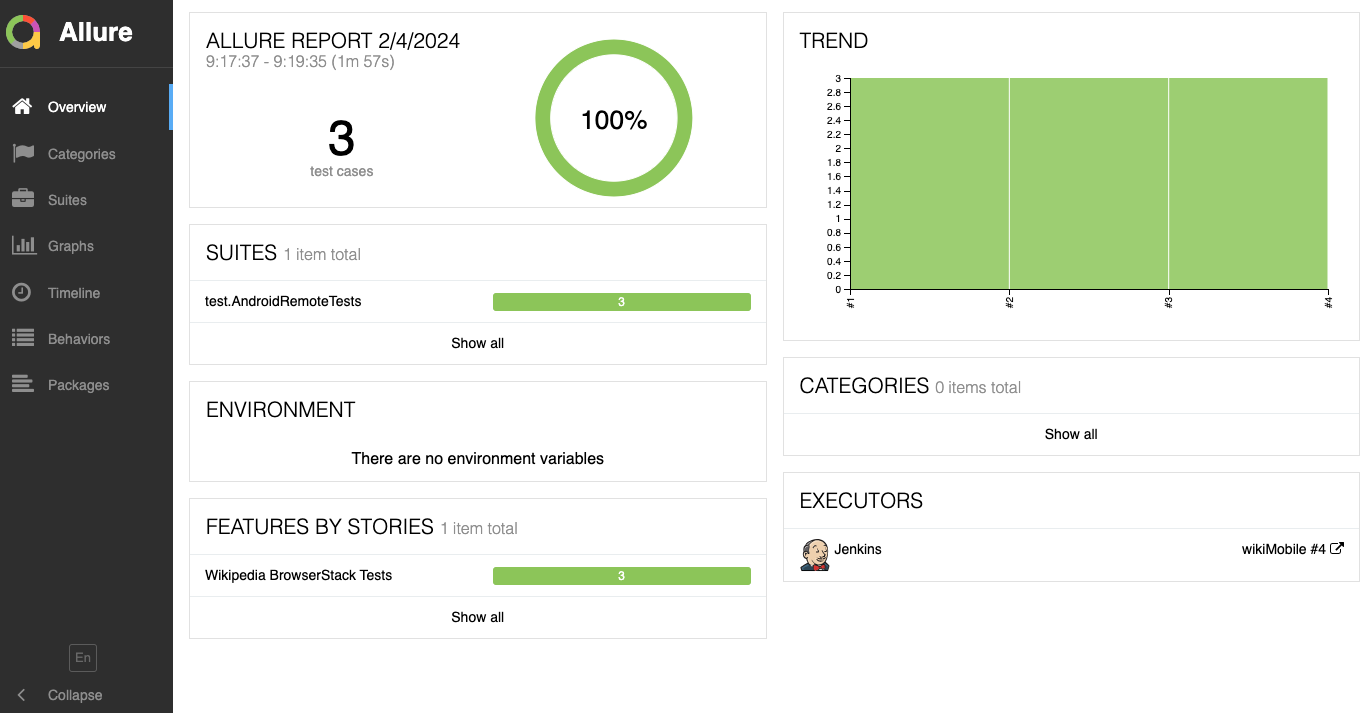 Allure
Overview
Categories
Suites
Graphs
Timeline
Behaviors
Packages
En
Collapse
ALLURE REPORT 2/4/2024
9:17:37 - 9:19:35 (1m 57s)
3
test cases
100%
SUITES 1 item total
test.AndroidRemoteTests 3
Show all
ENVIRONMENT
There are no environment variables
FEATURES BY STORIES 1 item total
Wikipedia BrowserStack Tests 3
Show all
TREND
3
2.8
2.6
2.4
2.2
2
1.8
1.6
1.4
1.2
1
0.8
0.6
0.4
0.2
0
#1 #2 #3 #4
CATEGORIES 0 items total
Show all
EXECUTORS
Jenkins wikiMobile #4